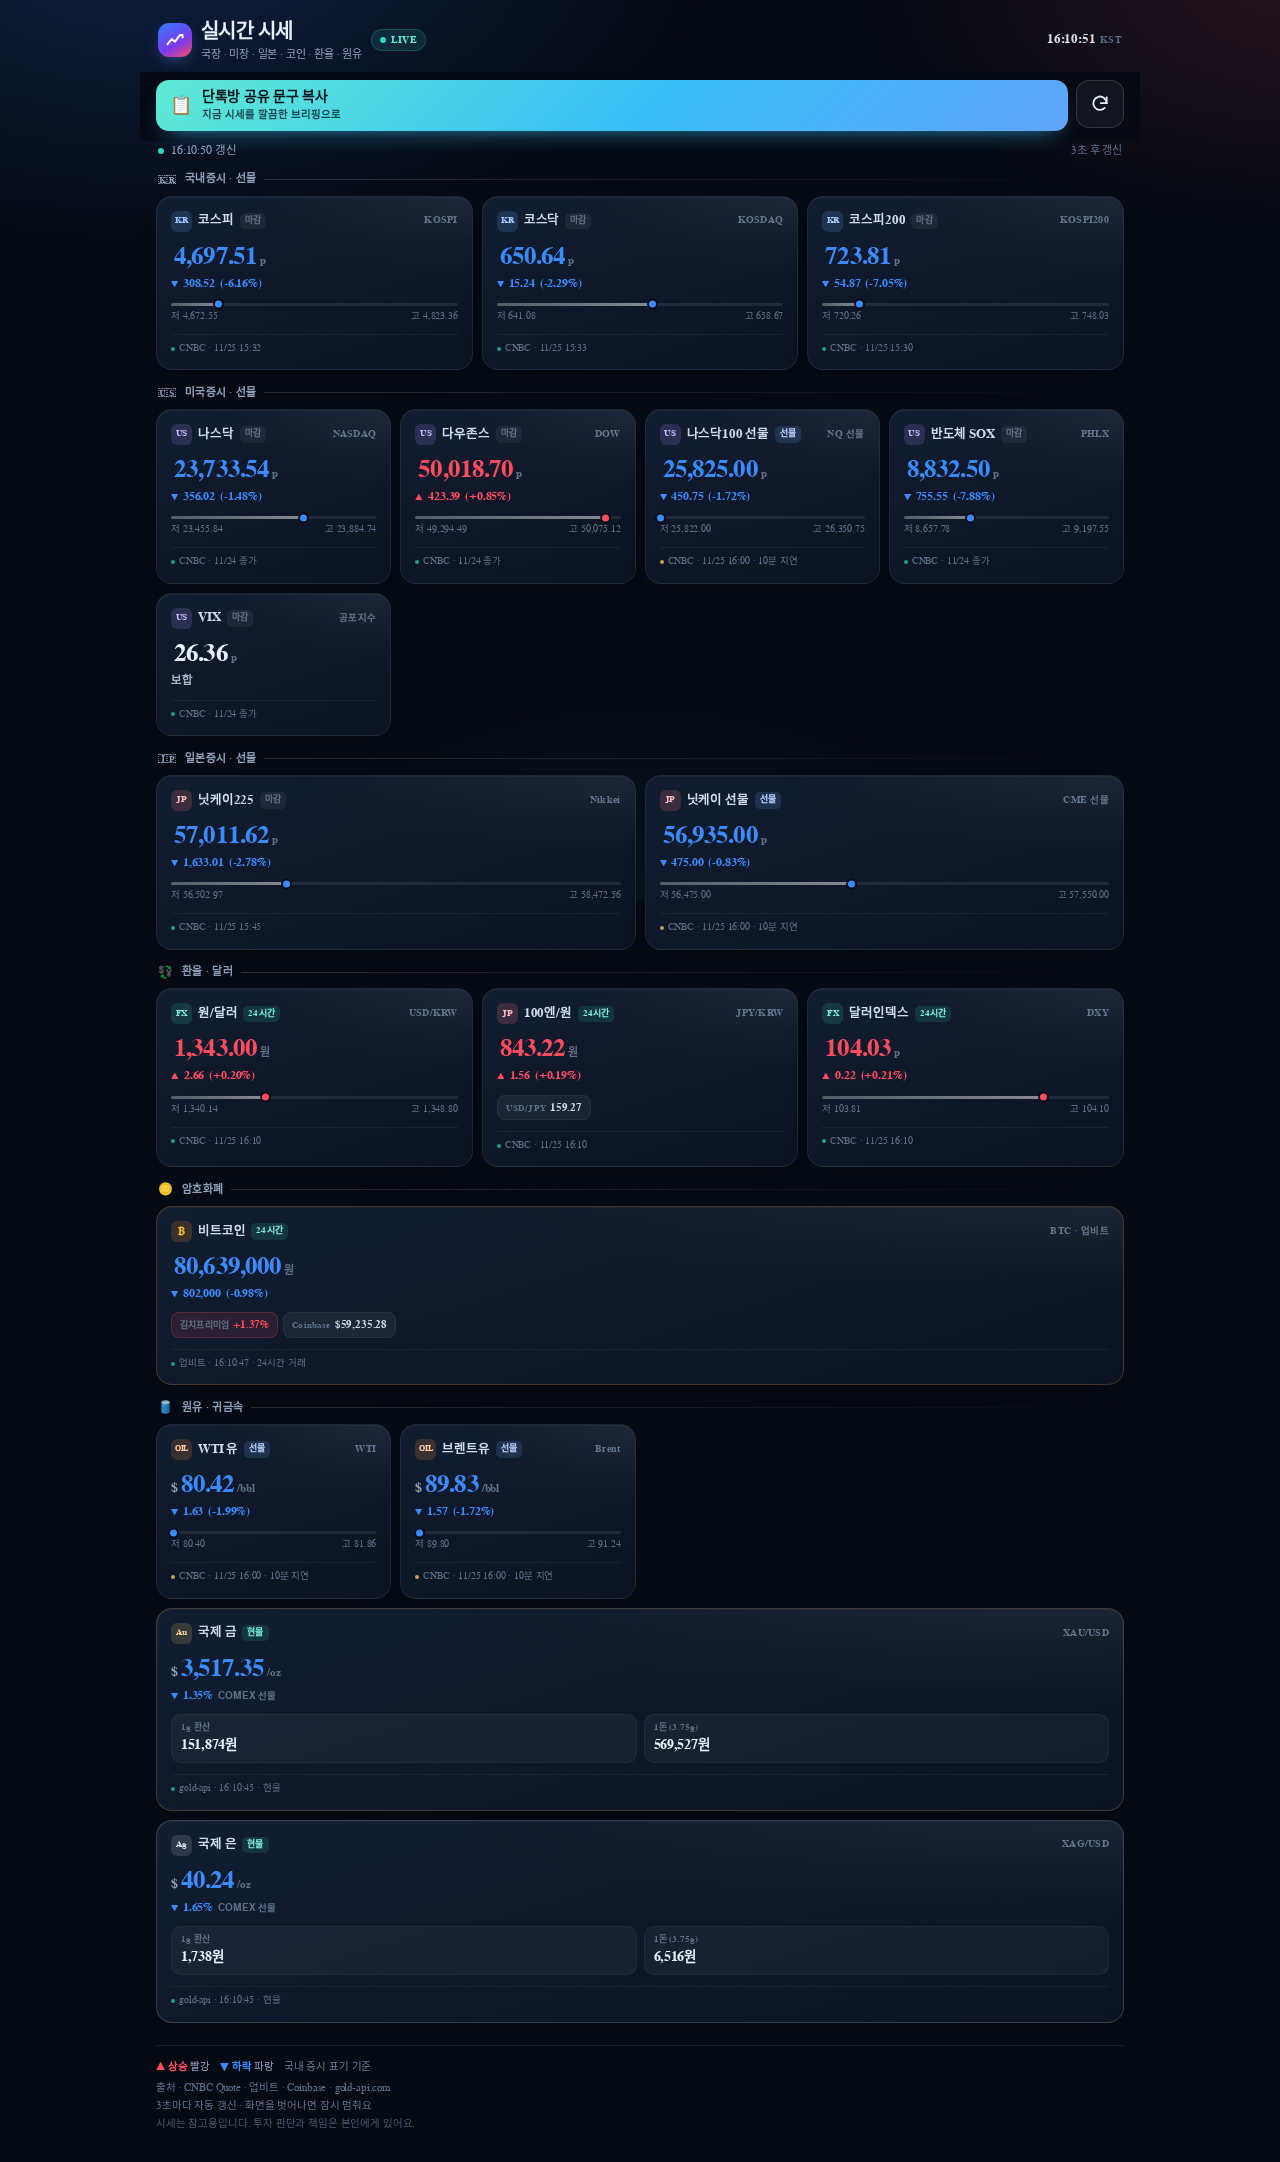 실시간 시세
국장 · 미장 · 일본 · 코인 · 환율 · 원유
LIVE
16:10:51 KST
단톡방 공유 문구 복사
지금 시세를 깔끔한 브리핑으로
16:10:50 갱신
3초 후 갱신
KR 국내증시 · 선물
KR 코스피 마감 KOSPI
4,697.51 p
▼ 308.52 (-6.16%)
저 4,672.55 고 4,823.36
CNBC · 11/25 15:32
KR 코스닥 마감 KOSDAQ
650.64 p
▼ 15.24 (-2.29%)
저 641.08 고 658.67
CNBC · 11/25 15:33
KR 코스피200 마감 KOSPI200
723.81 p
▼ 54.87 (-7.05%)
저 720.26 고 748.03
CNBC · 11/25 15:30
US 미국증시 · 선물
US 나스닥 마감 NASDAQ
23,733.54 p
▼ 356.02 (-1.48%)
저 23,455.84 고 23,884.74
CNBC · 11/24 종가
US 다우존스 마감 DOW
50,018.70 p
▲ 423.39 (+0.85%)
저 49,294.49 고 50,075.12
CNBC · 11/24 종가
US 나스닥100 선물 선물 NQ 선물
25,825.00 p
▼ 450.75 (-1.72%)
저 25,822.00 고 26,350.75
CNBC · 11/25 16:00 · 10분 지연
US 반도체 SOX 마감 PHLX
8,832.50 p
▼ 755.55 (-7.88%)
저 8,657.78 고 9,197.55
CNBC · 11/24 종가
US VIX 마감 공포지수
26.36 p
보합
CNBC · 11/24 종가
JP 일본증시 · 선물
JP 닛케이225 마감 Nikkei
57,011.62 p
▼ 1,633.01 (-2.78%)
저 56,502.97 고 58,472.56
CNBC · 11/25 15:45
JP 닛케이 선물 선물 CME 선물
56,935.00 p
▼ 475.00 (-0.83%)
저 56,475.00 고 57,550.00
CNBC · 11/25 16:00 · 10분 지연
환율 · 달러
FX 원/달러 24시간 USD/KRW
1,343.00 원
▲ 2.66 (+0.20%)
저 1,340.14 고 1,348.80
CNBC · 11/25 16:10
JP 100엔/원 24시간 JPY/KRW
843.22 원
▲ 1.56 (+0.19%)
USD/JPY 159.27
CNBC · 11/25 16:10
FX 달러인덱스 24시간 DXY
104.03 p
▲ 0.22 (+0.21%)
저 103.81 고 104.10
CNBC · 11/25 16:10
암호화폐
₿ 비트코인 24시간 BTC · 업비트
80,639,000 원
▼ 802,000 (-0.98%)
김치프리미엄 +1.37% Coinbase $59,235.28
업비트 · 16:10:47 · 24시간 거래
원유 · 귀금속
OIL WTI유 선물 WTI
$ 80.42 /bbl
▼ 1.63 (-1.99%)
저 80.40 고 81.86
CNBC · 11/25 16:00 · 10분 지연
OIL 브렌트유 선물 Brent
$ 89.83 /bbl
▼ 1.57 (-1.72%)
저 89.80 고 91.24
CNBC · 11/25 16:00 · 10분 지연
Au 국제 금 현물 XAU/USD
$ 3,517.35 /oz
▼ 1.35% COMEX 선물
1g 환산
151,874원
1돈 (3.75g)
569,527원
gold-api · 16:10:45 · 현물
Ag 국제 은 현물 XAG/USD
$ 40.24 /oz
▼ 1.65% COMEX 선물
1g 환산
1,738원
1돈 (3.75g)
6,516원
gold-api · 16:10:45 · 현물
▲ 상승 빨강 ▼ 하락 파랑 국내 증시 표기 기준
출처 · CNBC Quote · 업비트 · Coinbase · gold-api.com
3초마다 자동 갱신 · 화면을 벗어나면 잠시 멈춰요
시세는 참고용입니다. 투자 판단과 책임은 본인에게 있어요.